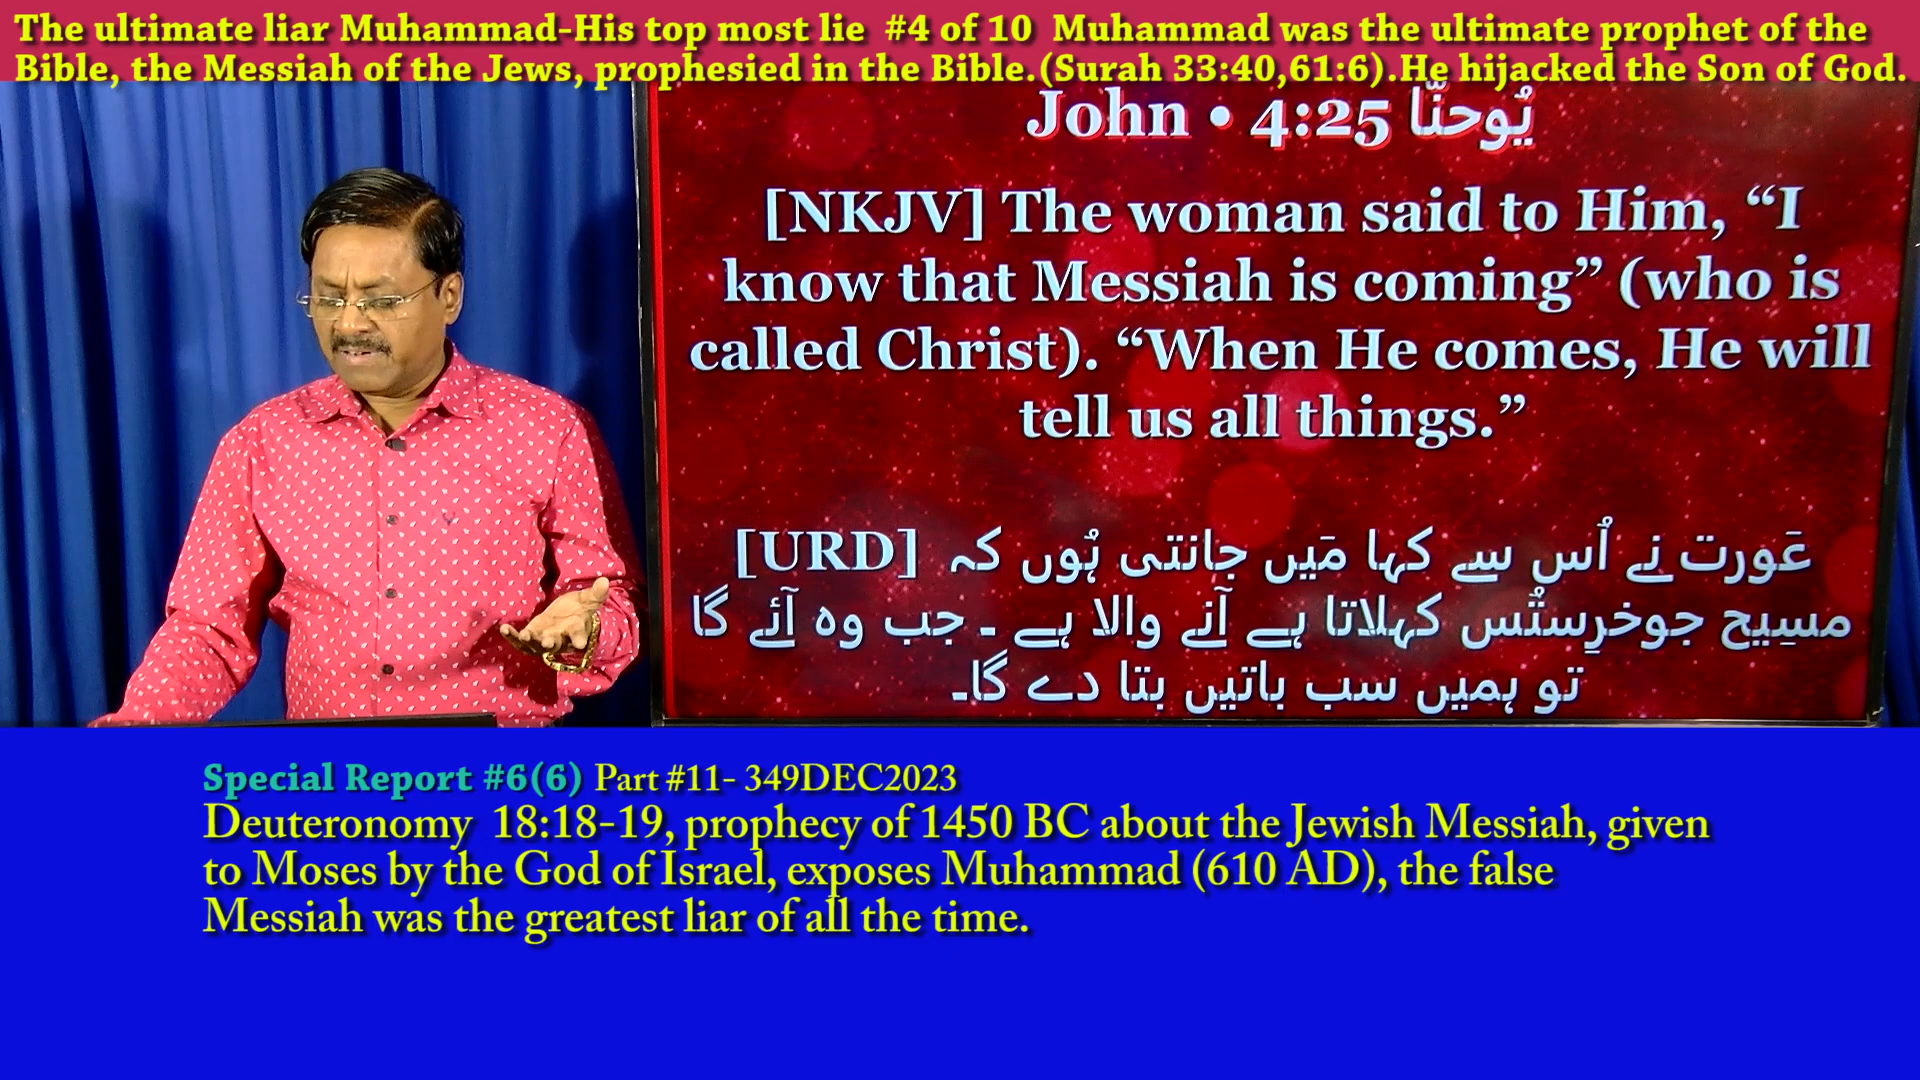 The ultimate liar Muhammad-His top most lie #4 of 10 Muhammad was the ultimate prophet of the
Bible, the Messiah of the Jews, prophesied in the Bible.(Surah 33:40,61:6).He hijacked the Son of God.
John • 4:25 یُوحنّا
[NKJV] The woman said to Him, “I
know that Messiah is coming” (who is
called Christ). “When He comes, He will
tell us all things.”
[URD] عَورت نے اُس سے کہا مَیں جانتی ہُوں کہ
مسِیح جوخرِستُس کہلاتا ہے آنے والا ہے ۔ جب وہ آئے گا
تو ہمیں سب باتیں بتا دے گا۔
Special Report #6(6) Part #11- 349DEC2023
Deuteronomy 18:18-19, prophecy of 1450 BC about the Jewish Messiah, given
to Moses by the God of Israel, exposes Muhammad (610 AD), the false
Messiah was the greatest liar of all the time.